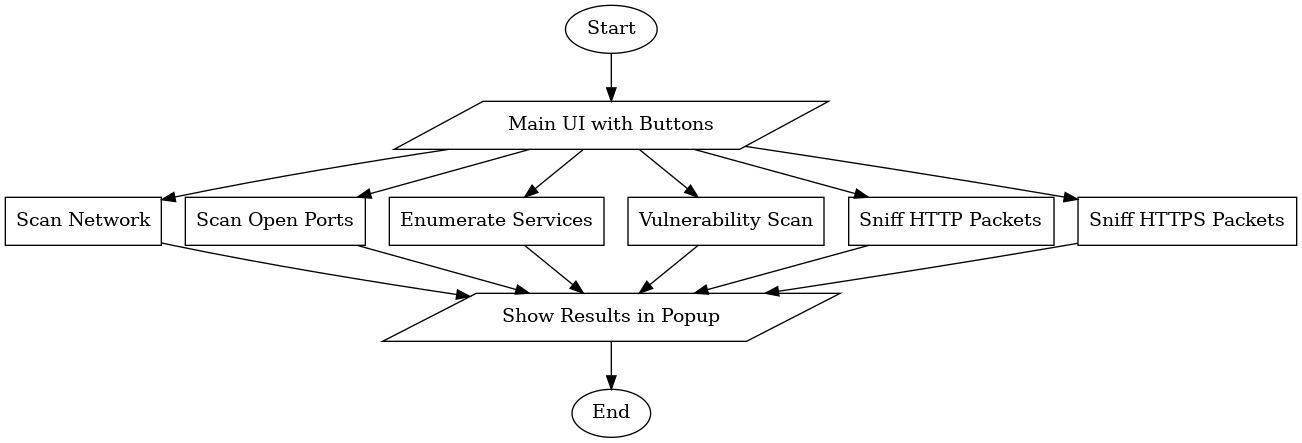 Start
Main UI with Buttons
Scan Network
Scan Open Ports
Enumerate Services
Vulnerability Scan
Sniff HTTP Packets
Sniff HTTPS Packets
Show Results in Popup
End